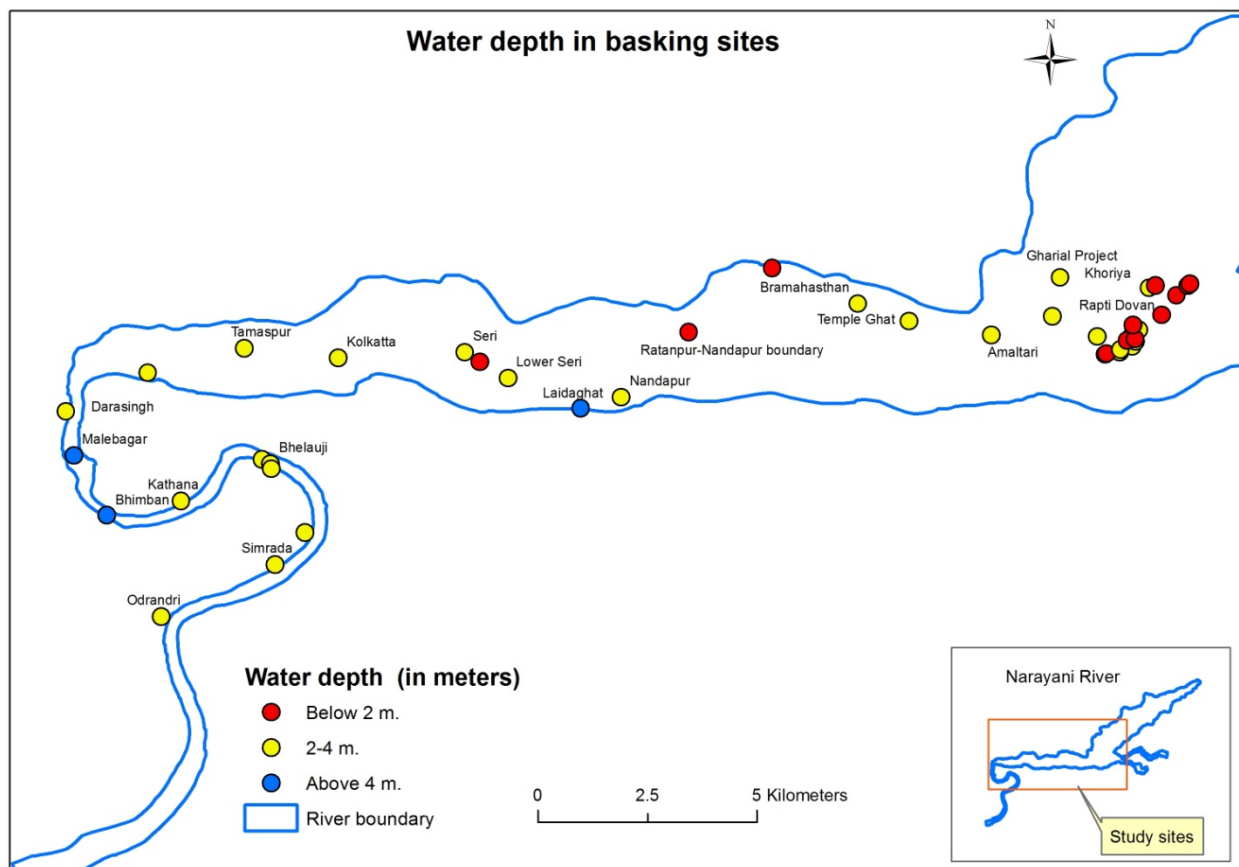 Water depth in basking sites
N
Gharial Project
Khoriya
Bramahasthan
Rapti Dovan
Temple Ghat
Tamaspur
Kolkatta
Seri
Ratanpur-Nandapur boundary
Amaltari
Lower Seri
Laidaghat
Nandapur
Darasingh
Malebagar
Bhelauji
Kathana
Bhimban
Simrada
Odrandri
Water depth (in meters)
Below 2 m.
2-4 m.
Above 4 m.
River boundary
0 2.5 5 Kilometers
Narayani River
Study sites